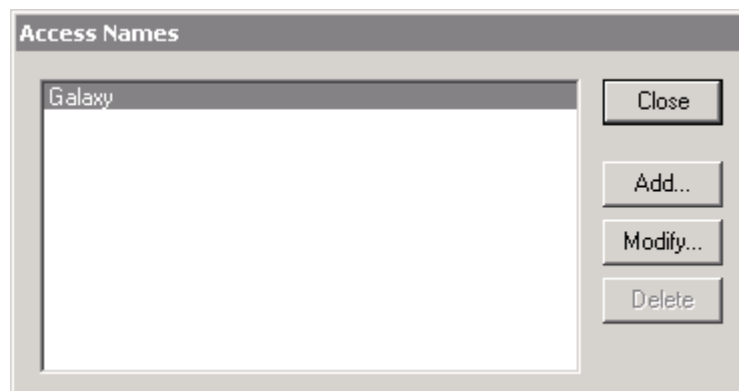 Access Names
Galaxy
Close
Add...
Modify...
Delete